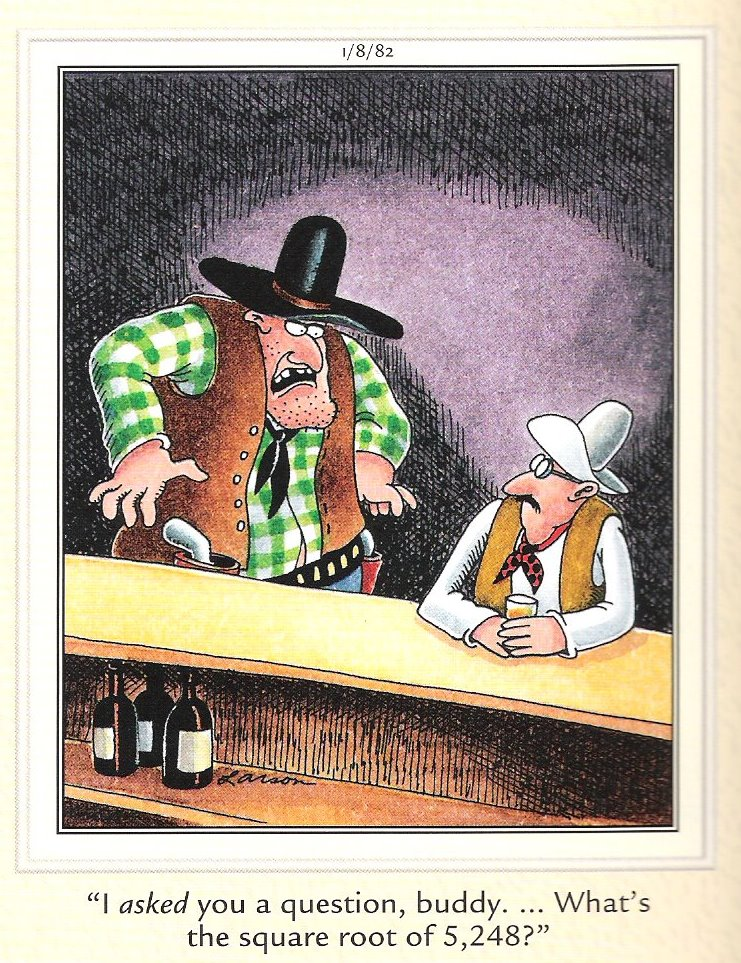 1/8/82
Larson
“I asked you a question, buddy. ... What’s
the square root of 5,248?”